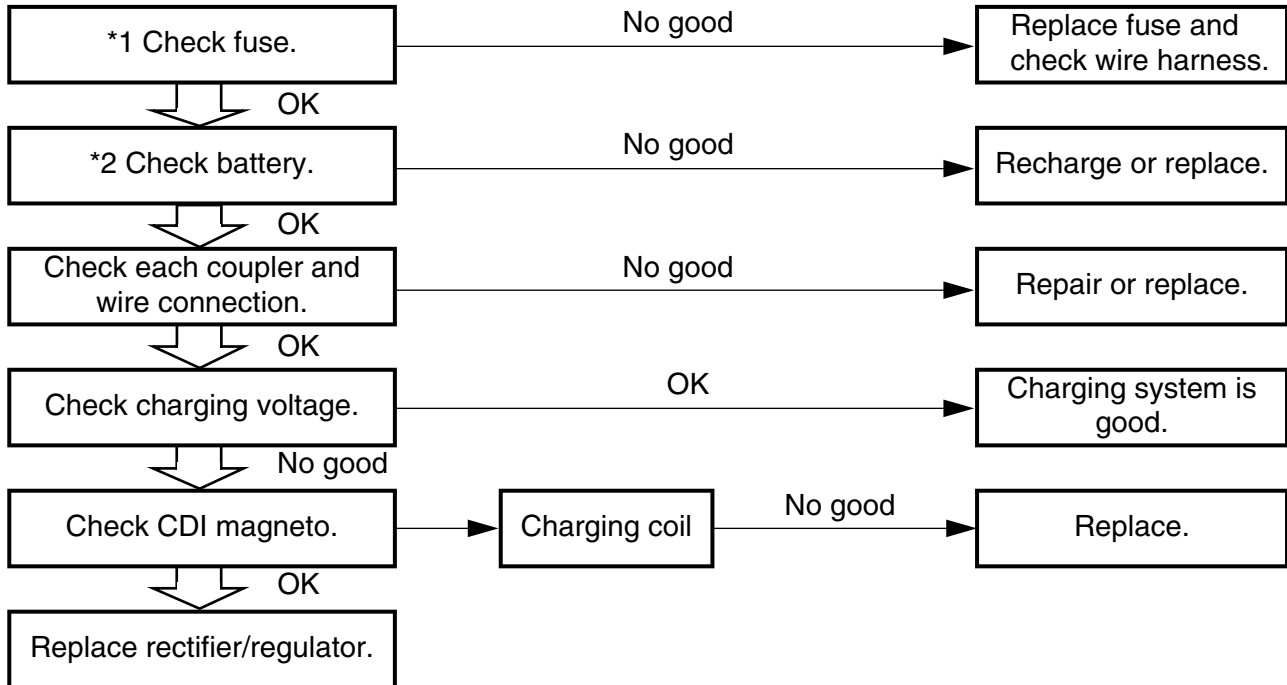 *1 Check fuse.
No good
Replace fuse and
check wire harness.
OK
*2 Check battery.
No good
Recharge or replace.
OK
Check each coupler and
wire connection.
No good
Repair or replace.
OK
Check charging voltage.
OK
Charging system is
good.
No good
Check CDI magneto.
Charging coil
No good
Replace.
OK
Replace rectifier/regulator.